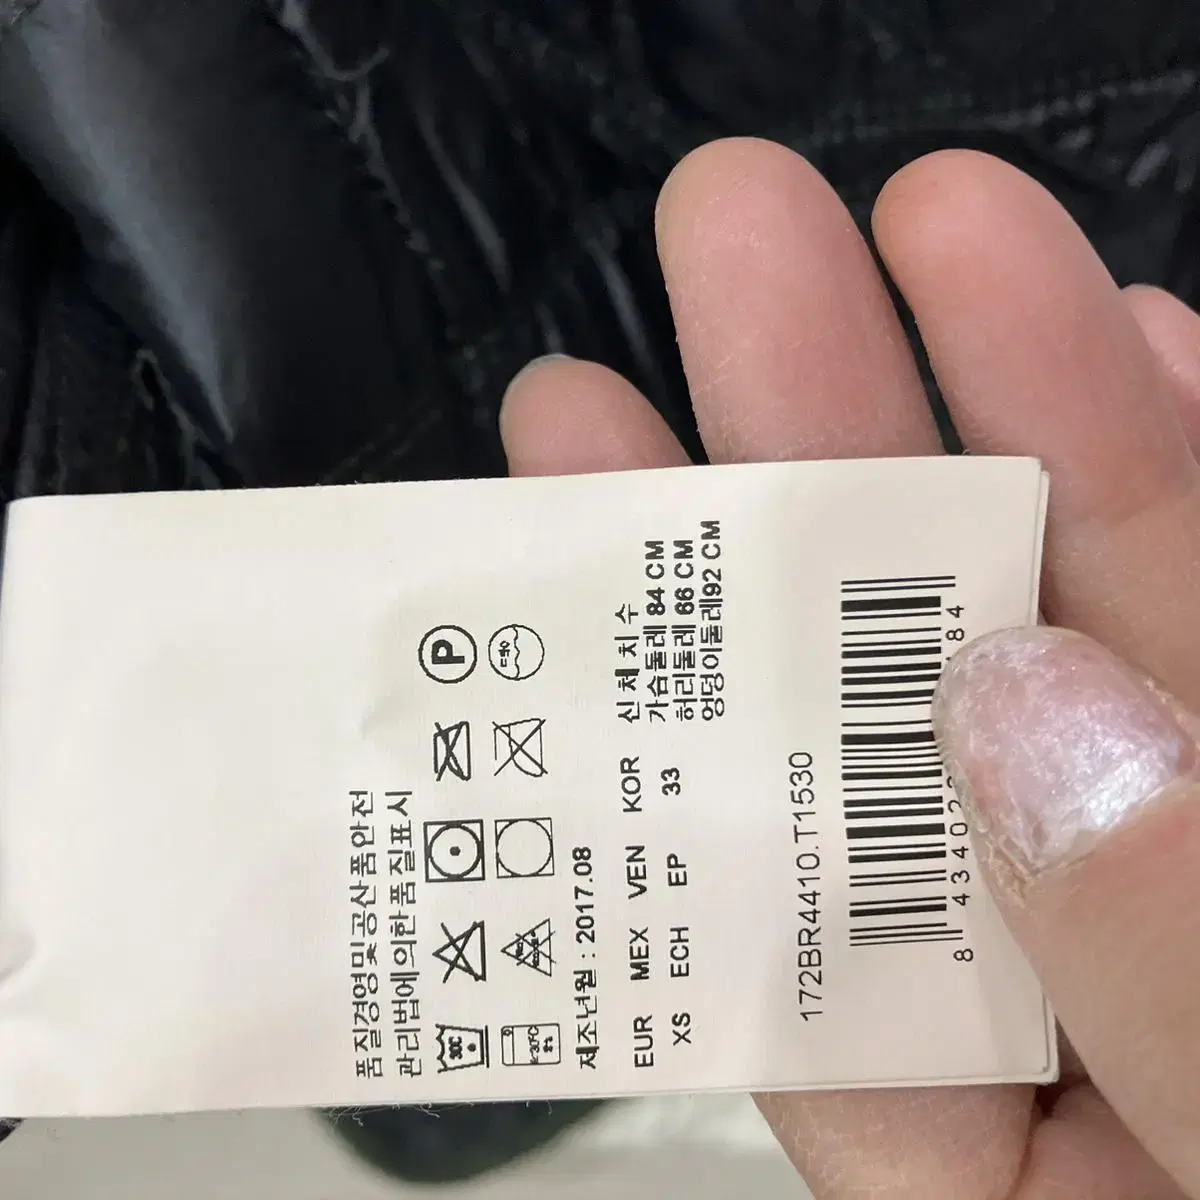 품질경영및공산품안전
관리법에의한품질표시
30C
P
제조년월 : 2017.08
EUR MEX VEN KOR
XS ECH EP 33
신 체 치 수
가슴둘레 84 CM
허리둘레 66 CM
엉덩이둘레92 CM
172BR4410.T1530
8 43402 84